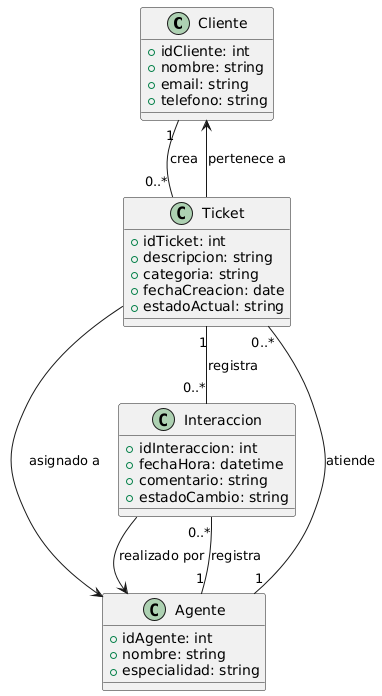 C Cliente
idCliente: int
nombre: string
email: string
telefono: string
1
crea
pertenece a
0..*
C Ticket
idTicket: int
descripcion: string
categoria: string
fechaCreacion: date
estadoActual: string
1
0..*
registra
0..*
asignado a
C Interaccion
idInteraccion: int
fechaHora: datetime
comentario: string
estadoCambio: string
atiende
0..*
realizado por
registra
1
1
C Agente
idAgente: int
nombre: string
especialidad: string